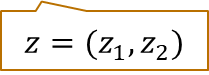 z = (z₁, z₂)